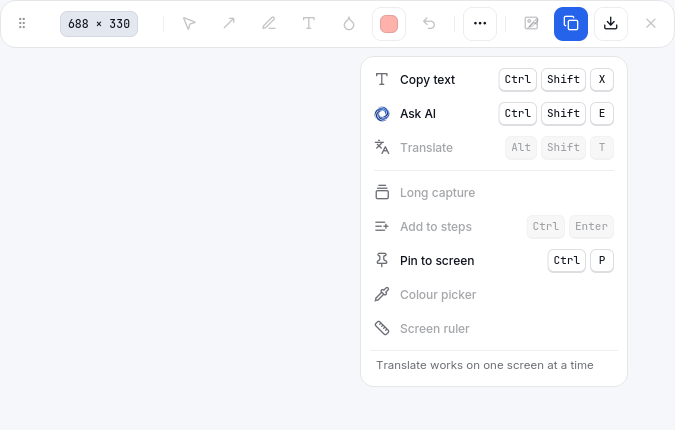 688 × 330
Copy text Ctrl Shift X
Ask AI Ctrl Shift E
Translate Alt Shift T
Long capture
Add to steps Ctrl Enter
Pin to screen Ctrl P
Colour picker
Screen ruler
Translate works on one screen at a time